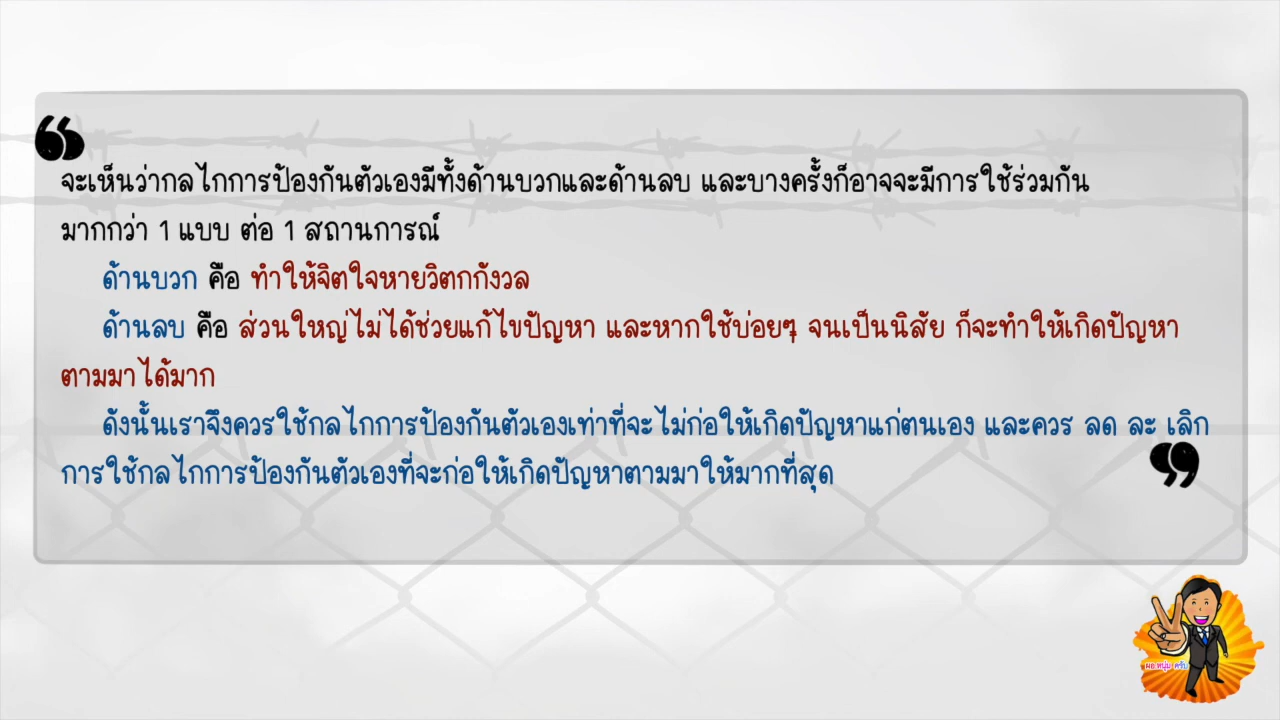 จะเห็นว่ากลไกการป้องกันตัวเองมีทั้งด้านบวกและด้านลบ และบางครั้งก็อาจจะมีการใช้ร่วมกัน
มากกว่า 1 แบบ ต่อ 1 สถานการณ์
ด้านบวก คือ ทำให้จิตใจหายวิตกกังวล
ด้านลบ คือ ส่วนใหญ่ไม่ได้ช่วยแก้ไขปัญหา และหากใช้บ่อยๆ จนเป็นนิสัย ก็จะทำให้เกิดปัญหา
ตามมาได้มาก
ดังนั้นเราจึงควรใช้กลไกการป้องกันตัวเองเท่าที่จะไม่ก่อให้เกิดปัญหาแก่ตนเอง และควร ลด ละ เลิก
การใช้กลไกการป้องกันตัวเองที่จะก่อให้เกิดปัญหาตามมาให้มากที่สุด
ผอ.หนุ่ม ครับ